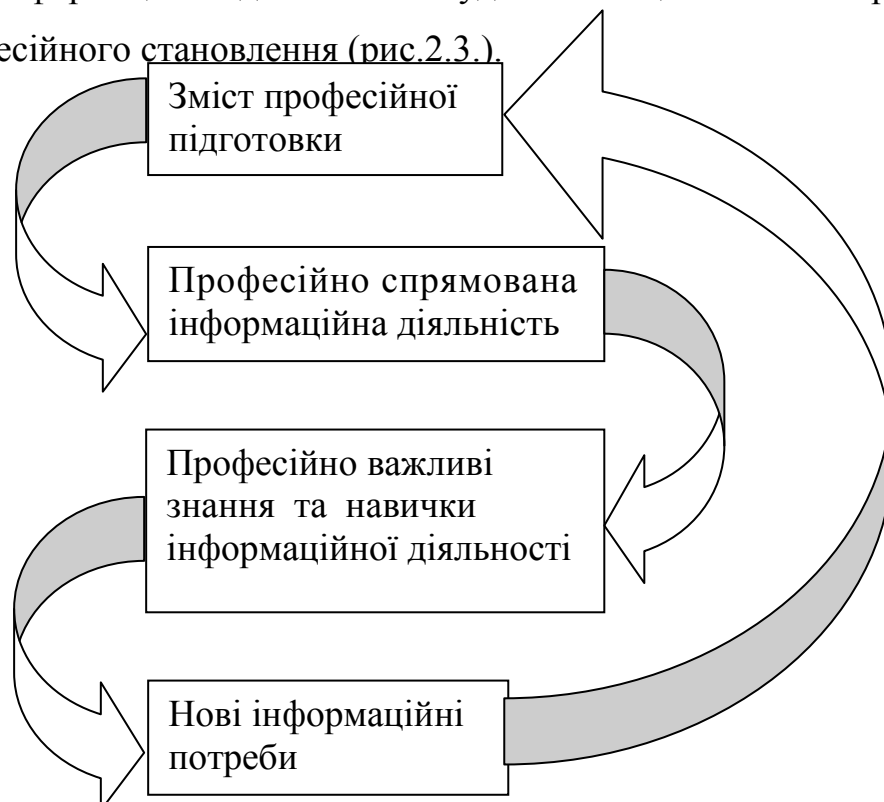 есійного становлення (рис.2.3.).
Зміст професійної
підготовки
Професійно спрямована
інформаційна діяльність
Професійно важливі
знання та навички
інформаційної діяльності
Нові інформаційні
потреби